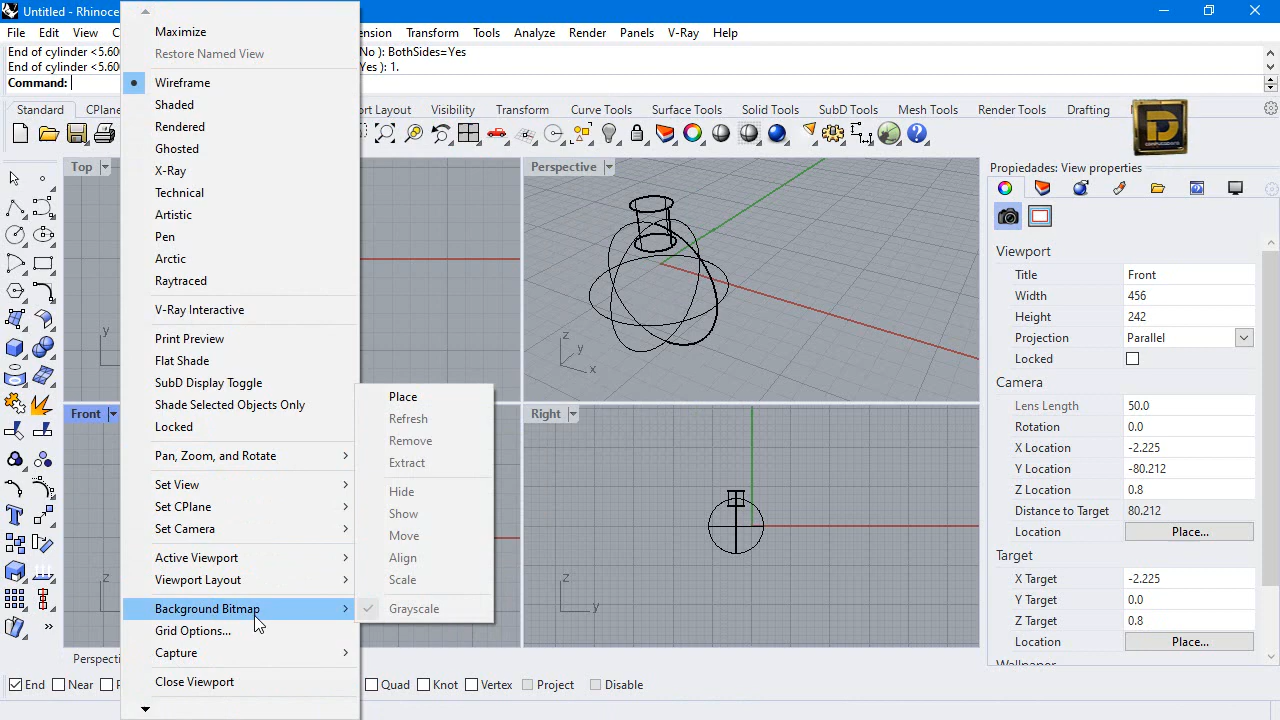 Untitled - Rhinoce
File Edit View C
ension Transform Tools Analyze Render Panels V-Ray Help
End of cylinder <5.60
No ): BothSides=Yes
End of cylinder <5.60
Yes ): 1.
Command:
Standard CPlane
ort Layout Visibility Transform Curve Tools Surface Tools Solid Tools SubD Tools Mesh Tools Render Tools Drafting
Maximize
Restore Named View
Wireframe
Shaded
Rendered
Ghosted
X-Ray
Technical
Artistic
Pen
Arctic
Raytraced
V-Ray Interactive
Print Preview
Flat Shade
SubD Display Toggle
Shade Selected Objects Only
Locked
Pan, Zoom, and Rotate
Set View
Set CPlane
Set Camera
Active Viewport
Viewport Layout
Background Bitmap
Grid Options...
Capture
Close Viewport
Place
Refresh
Remove
Extract
Hide
Show
Move
Align
Scale
Grayscale
Top
y
Perspective
z
y
x
Front
z
Right
z
y
Propiedades: View properties
Viewport
Title Front
Width 456
Height 242
Projection Parallel
Locked
Camera
Lens Length 50.0
Rotation 0.0
X Location -2.225
Y Location -80.212
Z Location 0.8
Distance to Target 80.212
Location Place...
Target
X Target -2.225
Y Target 0.0
Z Target 0.8
Location Place...
Wallpaper
Perspecti
End Near P
Quad Knot Vertex Project Disable